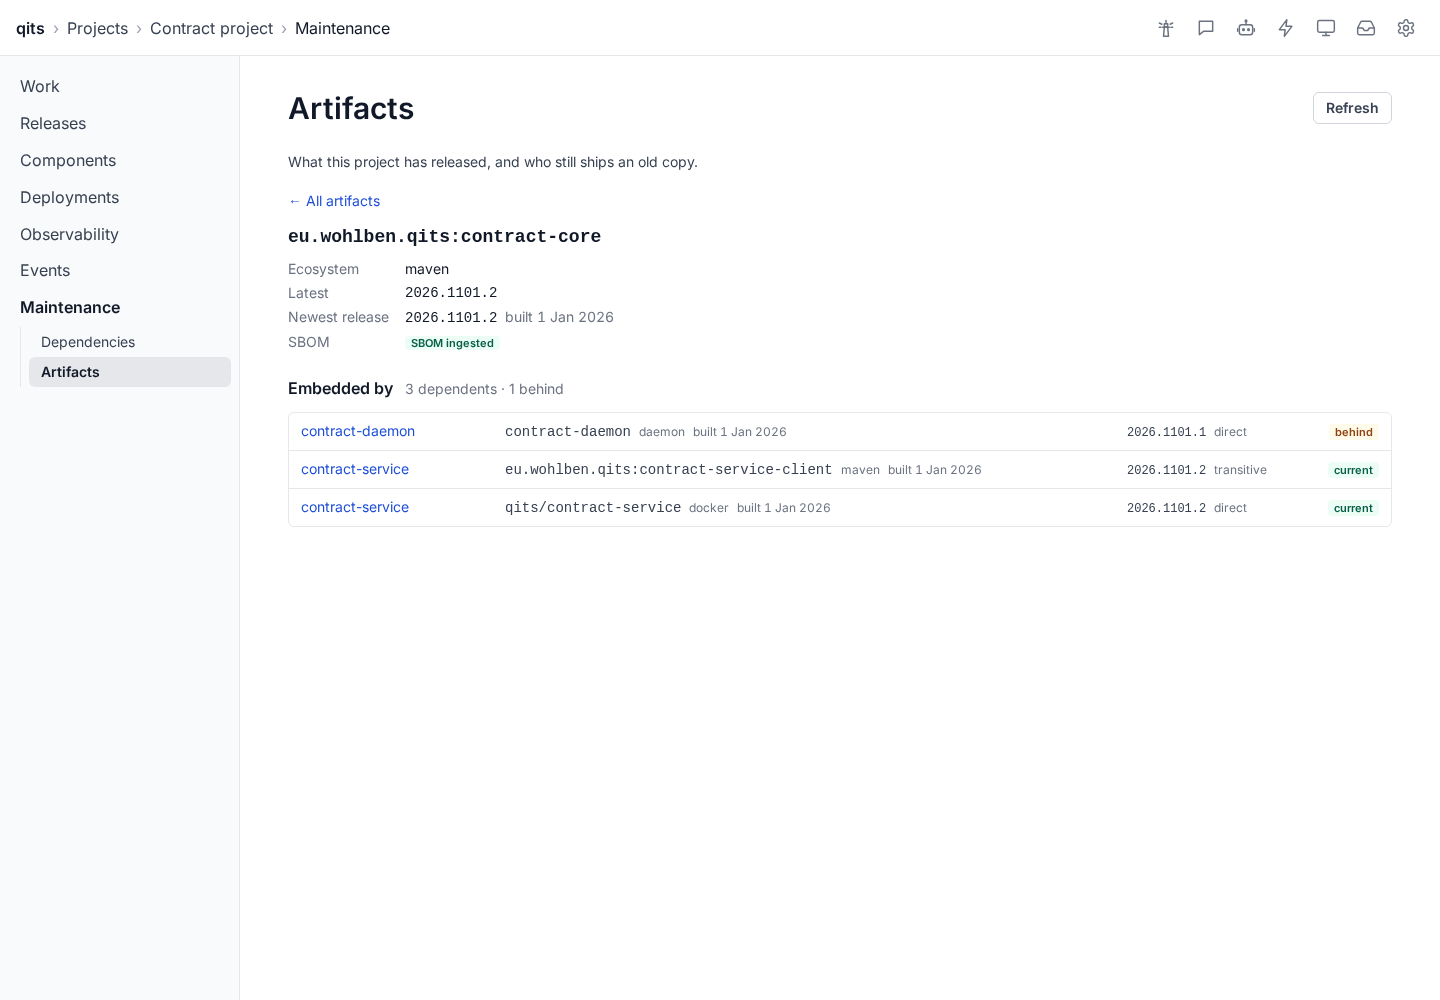 qits › Projects › Contract project › Maintenance
Work
Releases
Components
Deployments
Observability
Events
Maintenance
Dependencies
Artifacts
Artifacts
Refresh
What this project has released, and who still ships an old copy.
← All artifacts
eu.wohlben.qits:contract-core
Ecosystem maven
Latest 2026.1101.2
Newest release 2026.1101.2 built 1 Jan 2026
SBOM SBOM ingested
Embedded by 3 dependents · 1 behind
contract-daemon contract-daemon daemon built 1 Jan 2026 2026.1101.1 direct behind
contract-service eu.wohlben.qits:contract-service-client maven built 1 Jan 2026 2026.1101.2 transitive current
contract-service qits/contract-service docker built 1 Jan 2026 2026.1101.2 direct current